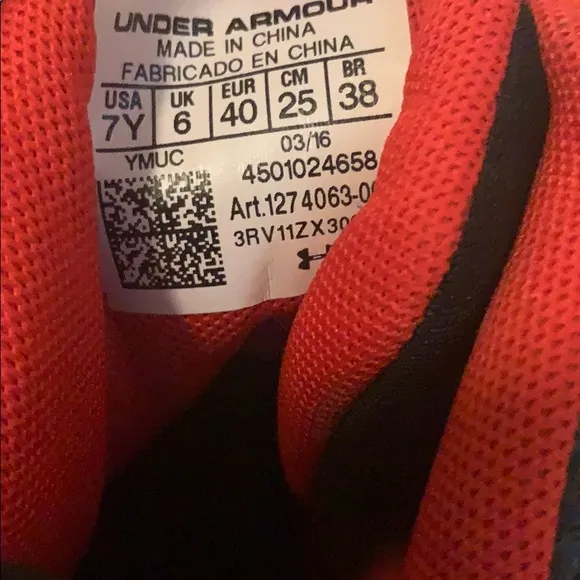 UNDER ARMOUR
MADE IN CHINA
FABRICADO EN CHINA
USA UK EUR CM BR
7Y 6 40 25 38
YMUC 03/16
4501024658
Art.1274063-0
3RV11ZX30